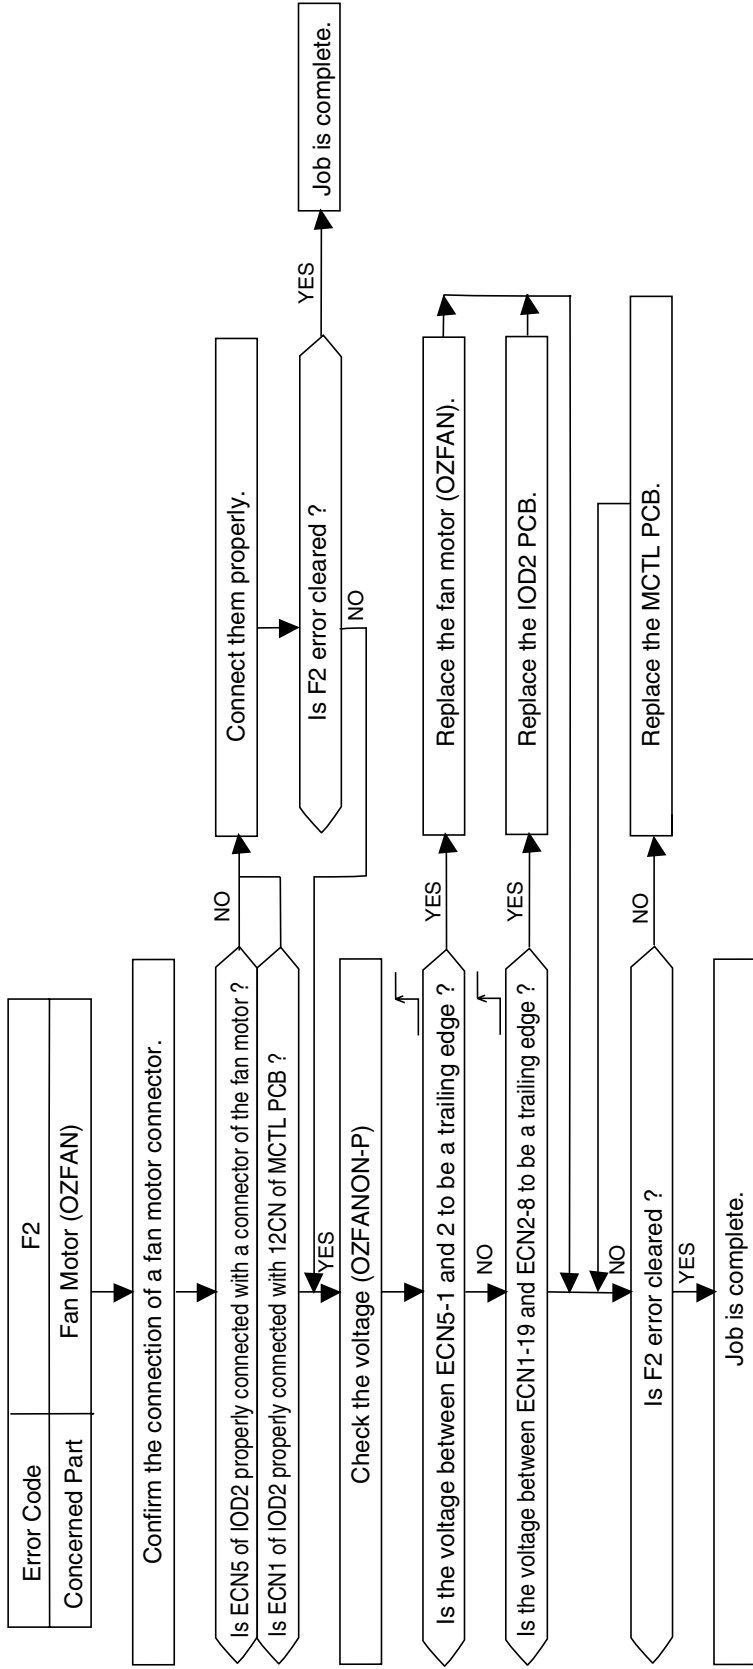 Error Code
F2
Concerned Part
Fan Motor (OZFAN)
Confirm the connection of a fan motor connector.
Is ECN5 of IOD2 properly connected with a connector of the fan motor ?
Is ECN1 of IOD2 properly connected with 12CN of MCTL PCB ?
NO
Connect them properly.
Is F2 error cleared ?
YES
Job is complete.
NO
YES
Check the voltage (OZFANON-P)
Is the voltage between ECN5-1 and 2 to be a trailing edge ?
YES
Replace the fan motor (OZFAN).
NO
Is the voltage between ECN1-19 and ECN2-8 to be a trailing edge ?
YES
Replace the IOD2 PCB.
NO
Is F2 error cleared ?
NO
Replace the MCTL PCB.
YES
Job is complete.